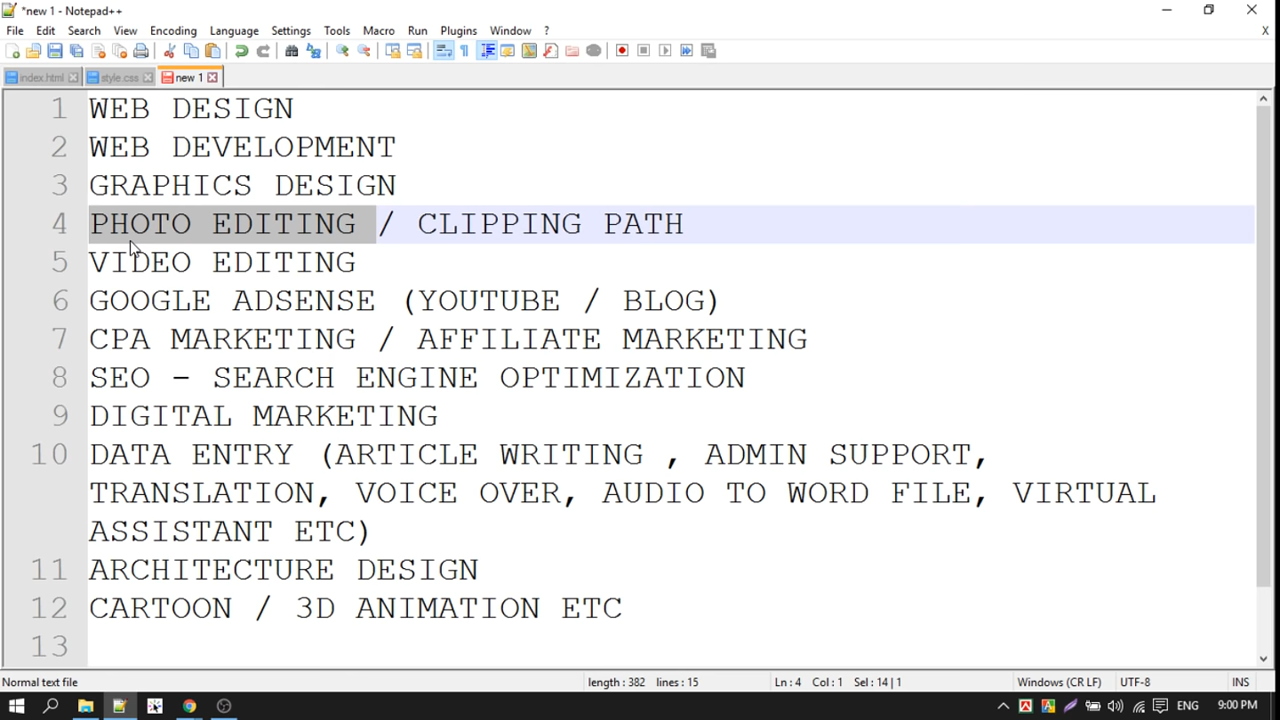 *new 1 - Notepad++
File Edit Search View Encoding Language Settings Tools Macro Run Plugins Window ? X
index.html style.css new 1
1 WEB DESIGN
2 WEB DEVELOPMENT
3 GRAPHICS DESIGN
4 PHOTO EDITING / CLIPPING PATH
5 VIDEO EDITING
6 GOOGLE ADSENSE (YOUTUBE / BLOG)
7 CPA MARKETING / AFFILIATE MARKETING
8 SEO - SEARCH ENGINE OPTIMIZATION
9 DIGITAL MARKETING
10 DATA ENTRY (ARTICLE WRITING , ADMIN SUPPORT,
TRANSLATION, VOICE OVER, AUDIO TO WORD FILE, VIRTUAL
ASSISTANT ETC)
11 ARCHITECTURE DESIGN
12 CARTOON / 3D ANIMATION ETC
13
Normal text file length : 382 lines : 15 Ln : 4 Col : 1 Sel : 14 | 1 Windows (CR LF) UTF-8 INS
ENG 9:00 PM